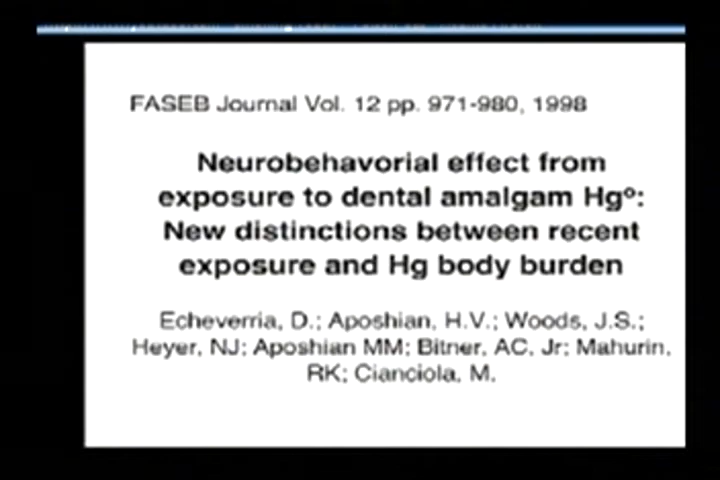 FASEB Journal Vol. 12 pp. 971-980, 1998
Neurobehavorial effect from
exposure to dental amalgam Hgº:
New distinctions between recent
exposure and Hg body burden
Echeverria, D.; Aposhian, H.V.; Woods, J.S.;
Heyer, NJ; Aposhian MM; Bitner, AC, Jr; Mahurin,
RK; Cianciola, M.